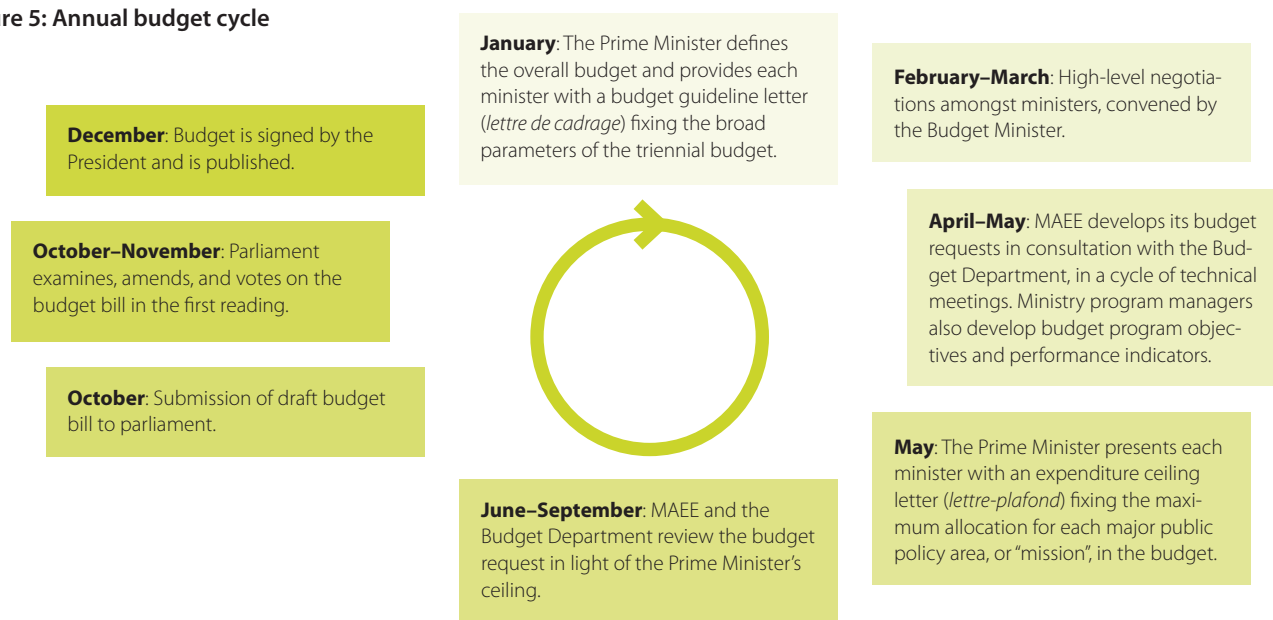 re 5: Annual budget cycle
January: The Prime Minister defines
the overall budget and provides each
minister with a budget guideline letter
(lettre de cadrage) fixing the broad
parameters of the triennial budget.
February–March: High-level negotia-
tions amongst ministers, convened by
the Budget Minister.
April–May: MAEE develops its budget
requests in consultation with the Bud-
get Department, in a cycle of technical
meetings. Ministry program managers
also develop budget program objec-
tives and performance indicators.
May: The Prime Minister presents each
minister with an expenditure ceiling
letter (lettre-plafond) fixing the maxi-
mum allocation for each major public
policy area, or “mission”, in the budget.
June–September: MAEE and the
Budget Department review the budget
request in light of the Prime Minister’s
ceiling.
October: Submission of draft budget
bill to parliament.
October–November: Parliament
examines, amends, and votes on the
budget bill in the first reading.
December: Budget is signed by the
President and is published.